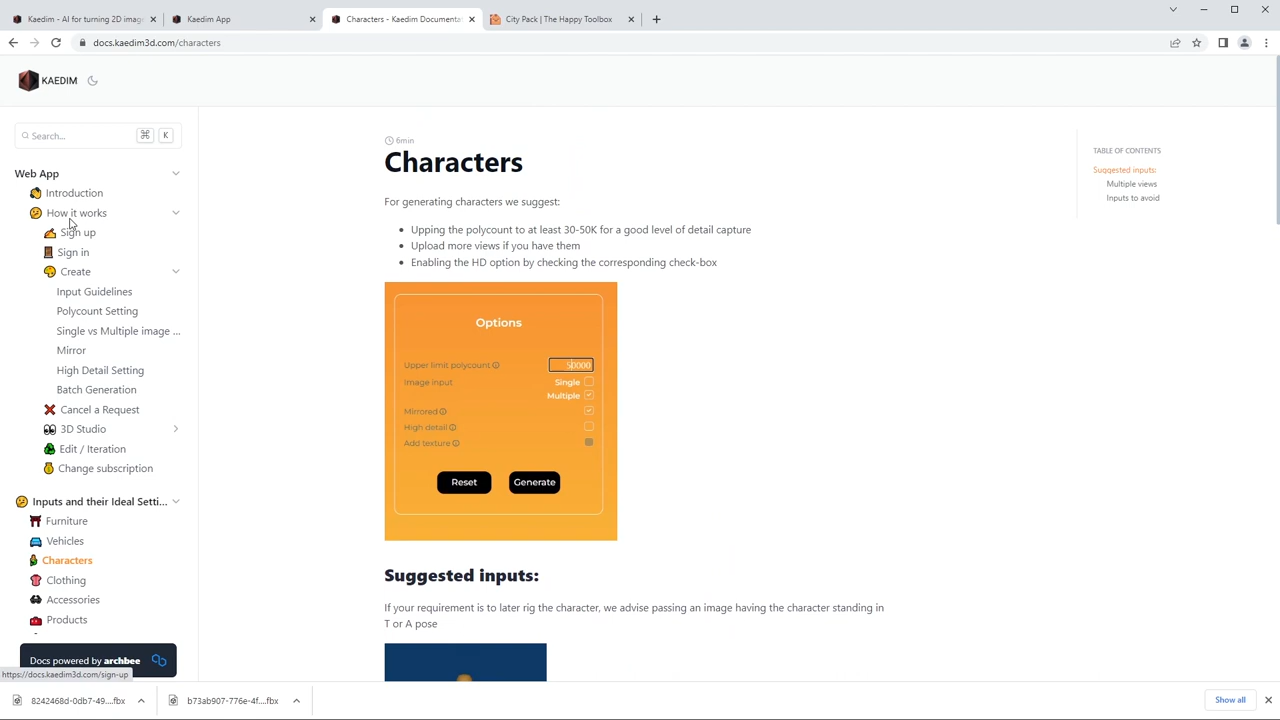 Kaedim - AI for turning 2D image
Kaedim App
Characters - Kaedim Documenta
City Pack | The Happy Toolbox
docs.kaedim3d.com/characters
KAEDIM
Search...
⌘ K
Web App
Introduction
How it works
Sign up
Sign in
Create
Input Guidelines
Polycount Setting
Single vs Multiple image ...
Mirror
High Detail Setting
Batch Generation
Cancel a Request
3D Studio
Edit / Iteration
Change subscription
Inputs and their Ideal Setti...
Furniture
Vehicles
Characters
Clothing
Accessories
Products
Docs powered by archbee
https://docs.kaedim3d.com/sign-up
6min
Characters
For generating characters we suggest:
• Upping the polycount to at least 30-50K for a good level of detail capture
• Upload more views if you have them
• Enabling the HD option by checking the corresponding check-box
Options
Upper limit polycount 50000
Image input Single
Multiple
Mirrored
High detail
Add texture
Reset Generate
Suggested inputs:
If your requirement is to later rig the character, we advise passing an image having the character standing in
T or A pose
TABLE OF CONTENTS
Suggested inputs:
Multiple views
Inputs to avoid
8242468d-0db7-49....fbx
b73ab907-776e-4f....fbx
Show all